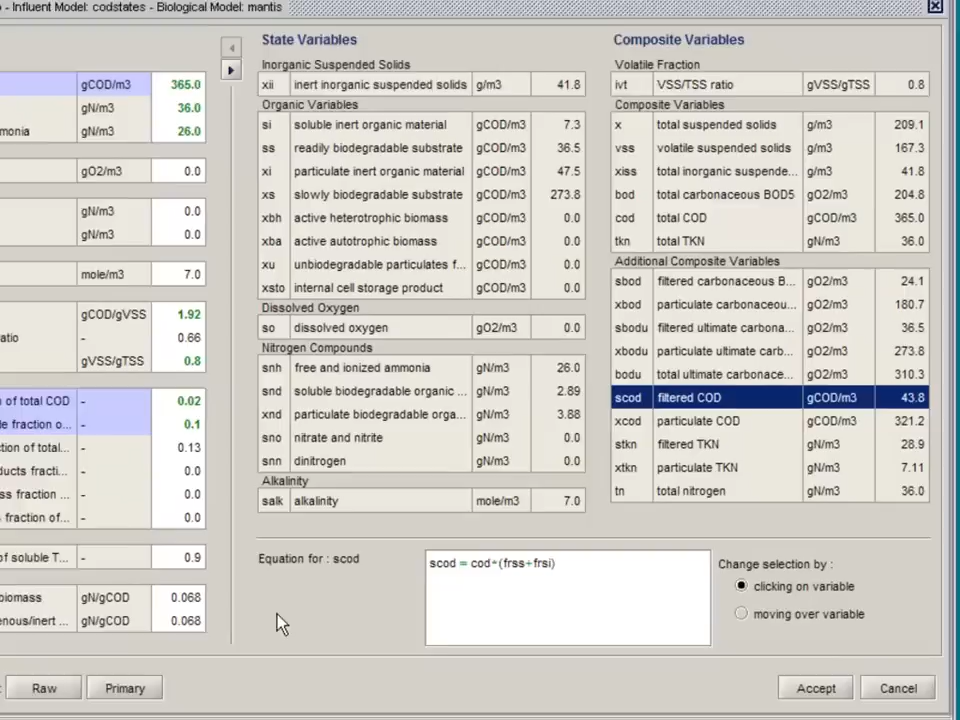 - Influent Model: codstates - Biological Model: mantis
gCOD/m3 365.0
gN/m3 36.0
monia gN/m3 26.0
gO2/m3 0.0
gN/m3 0.0
gN/m3 0.0
mole/m3 7.0
gCOD/gVSS 1.92
atio - 0.66
gVSS/gTSS 0.8
n of total COD - 0.02
le fraction o... - 0.1
ction of total... - 0.13
ducts fracti... - 0.0
ss fraction ... - 0.0
s fraction of... - 0.0
of soluble T... - 0.9
biomass gN/gCOD 0.068
enous/inert ... gN/gCOD 0.068
State Variables
Inorganic Suspended Solids
xii inert inorganic suspended solids g/m3 41.8
Organic Variables
si soluble inert organic material gCOD/m3 7.3
ss readily biodegradable substrate gCOD/m3 36.5
xi particulate inert organic material gCOD/m3 47.5
xs slowly biodegradable substrate gCOD/m3 273.8
xbh active heterotrophic biomass gCOD/m3 0.0
xba active autotrophic biomass gCOD/m3 0.0
xu unbiodegradable particulates f... gCOD/m3 0.0
xsto internal cell storage product gCOD/m3 0.0
Dissolved Oxygen
so dissolved oxygen gO2/m3 0.0
Nitrogen Compounds
snh free and ionized ammonia gN/m3 26.0
snd soluble biodegradable organic ... gN/m3 2.89
xnd particulate biodegradable orga... gN/m3 3.88
sno nitrate and nitrite gN/m3 0.0
snn dinitrogen gN/m3 0.0
Alkalinity
salk alkalinity mole/m3 7.0
Composite Variables
Volatile Fraction
ivt VSS/TSS ratio gVSS/gTSS 0.8
Composite Variables
x total suspended solids g/m3 209.1
vss volatile suspended solids g/m3 167.3
xiss total inorganic suspende... g/m3 41.8
bod total carbonaceous BOD5 gO2/m3 204.8
cod total COD gCOD/m3 365.0
tkn total TKN gN/m3 36.0
Additional Composite Variables
sbod filtered carbonaceous B... gO2/m3 24.1
xbod particulate carbonaceou... gO2/m3 180.7
sbodu filtered ultimate carbona... gO2/m3 36.5
xbodu particulate ultimate carb... gO2/m3 273.8
bodu total ultimate carbonace... gO2/m3 310.3
scod filtered COD gCOD/m3 43.8
xcod particulate COD gCOD/m3 321.2
stkn filtered TKN gN/m3 28.9
xtkn particulate TKN gN/m3 7.11
tn total nitrogen gN/m3 36.0
Equation for : scod
scod = cod*(frss+frsi)
Change selection by :
clicking on variable
moving over variable
Raw Primary Accept Cancel